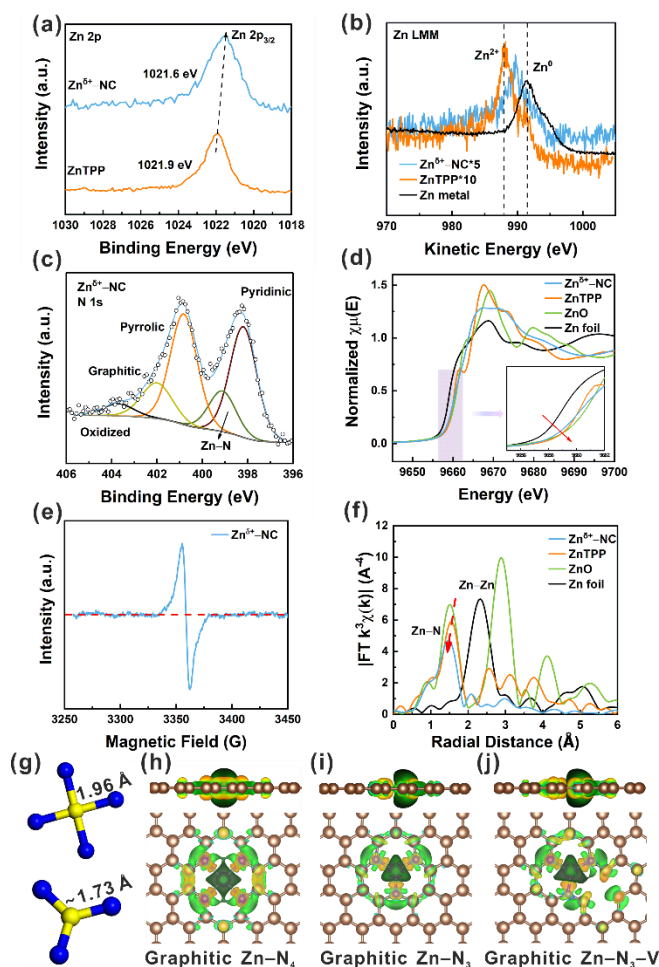 (a)
Zn 2p
Zn 2p3/2
1021.6 eV
Znδ+–NC
1021.9 eV
ZnTPP
Intensity (a.u.)
1030 1028 1026 1024 1022 1020 1018
Binding Energy (eV)
(b)
Zn LMM
Zn2+
Zn0
Znδ+–NC*5
ZnTPP*10
Zn metal
Intensity (a.u.)
970 980 990 1000
Kinetic Energy (eV)
(c)
Znδ+–NC
N 1s
Pyridinic
Pyrrolic
Graphitic
Oxidized
Zn–N
Intensity (a.u.)
406 404 402 400 398 396
Binding Energy (eV)
(d)
Znδ+–NC
ZnTPP
ZnO
Zn foil
Normalized χμ(E)
1.5
1.0
0.5
0.0
9650 9660 9670 9680 9690 9700
Energy (eV)
(e)
Znδ+–NC
Intensity (a.u.)
3250 3300 3350 3400 3450
Magnetic Field (G)
(f)
Znδ+–NC
ZnTPP
ZnO
Zn foil
Zn–Zn
Zn–N
|FT k3χ(k)| (A-4)
14
12
10
8
6
4
2
0
0 1 2 3 4 5 6
Radial Distance (Å)
(g)
1.96 Å
~1.73 Å
(h)
Graphitic Zn–N4
(i)
Graphitic Zn–N3
(j)
Graphitic Zn–N3–V